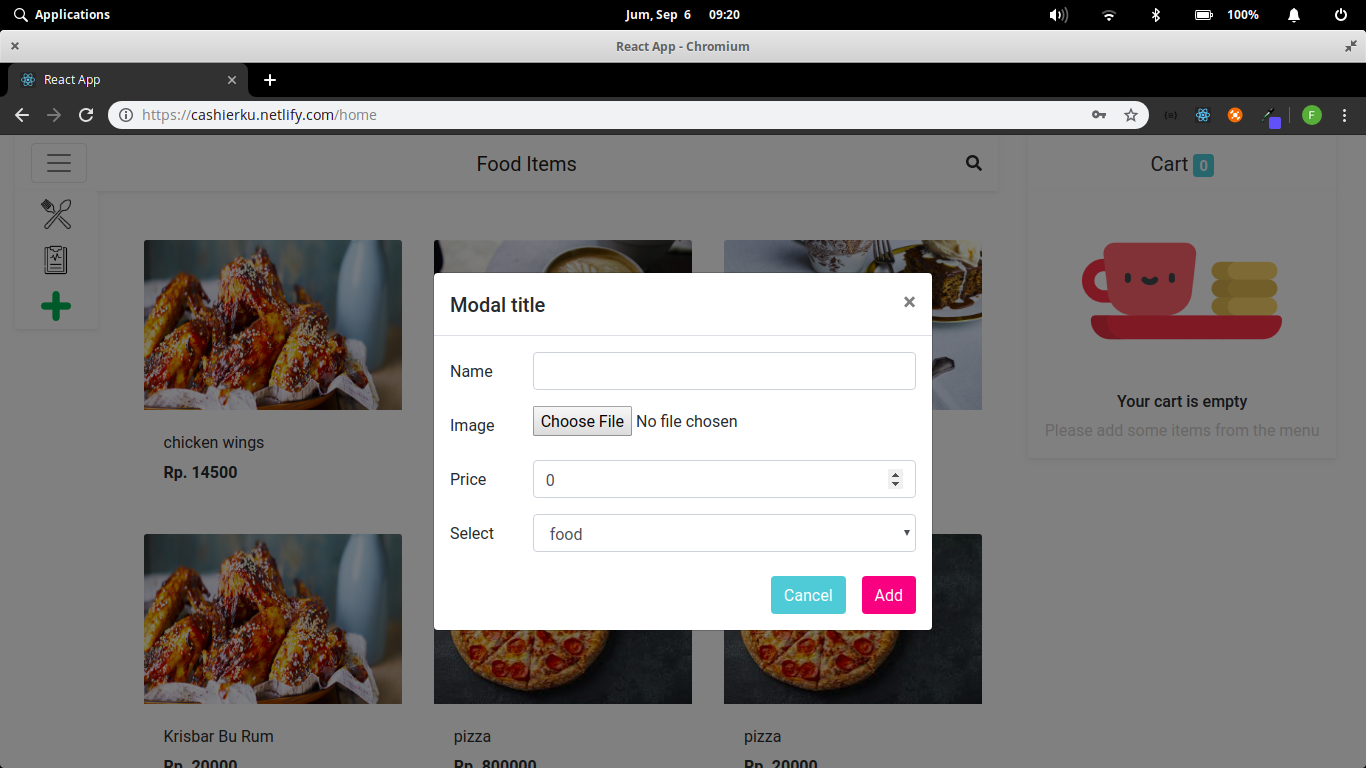 Applications
Jum, Sep 6 09:20
100%
React App - Chromium
React App
https://cashierku.netlify.com/home
F
Food Items
Cart 0
Modal title
Name
Image Choose File No file chosen
Price 0
Select food
Cancel Add
chicken wings
Rp. 14500
Krisbar Bu Rum
Rp. 20000
pizza
Rp. 800000
pizza
Rp. 20000
Your cart is empty
Please add some items from the menu